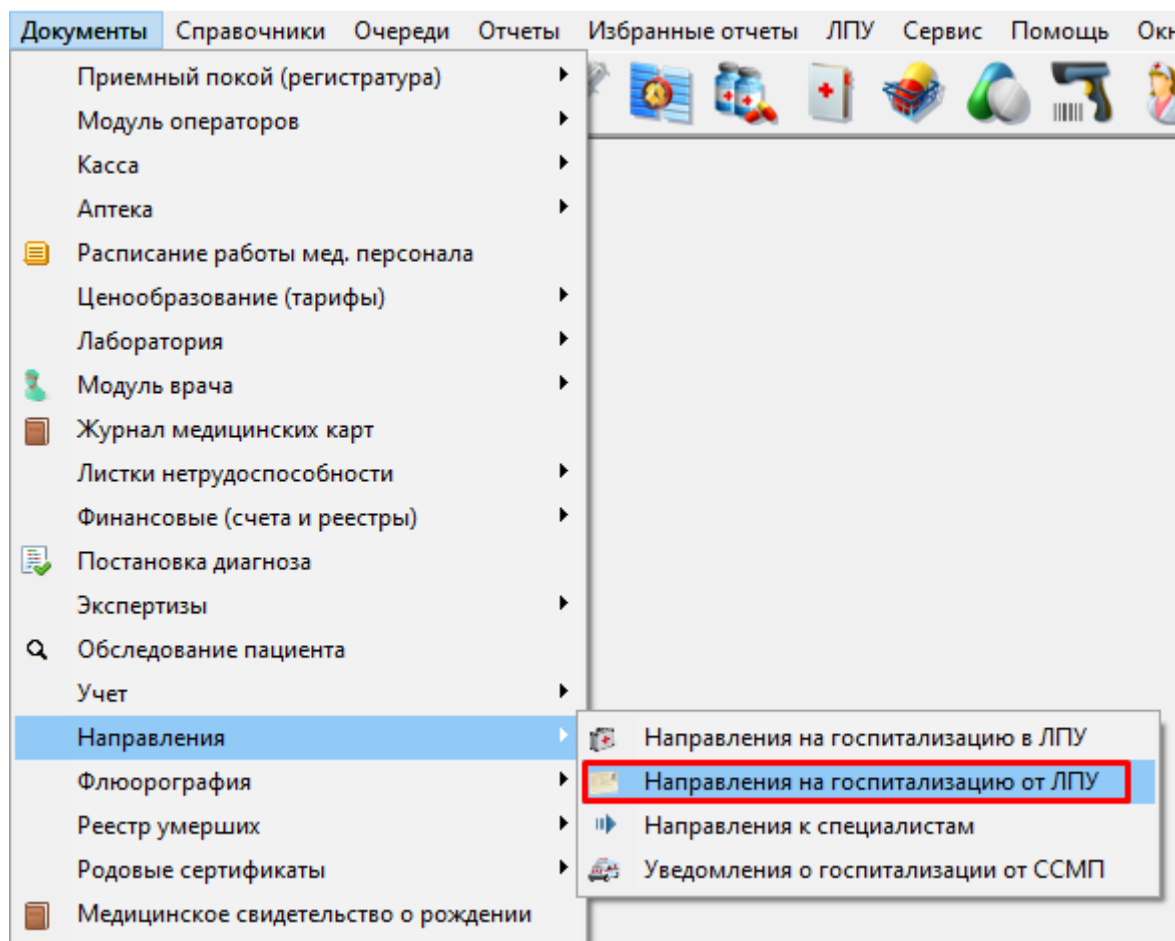 Документы Справочники Очереди Отчеты Избранные отчеты ЛПУ Сервис Помощь Окн
Приемный покой (регистратура)
Модуль операторов
Касса
Аптека
Расписание работы мед. персонала
Ценообразование (тарифы)
Лаборатория
Модуль врача
Журнал медицинских карт
Листки нетрудоспособности
Финансовые (счета и реестры)
Постановка диагноза
Экспертизы
Обследование пациента
Учет
Направления
Флюорография
Реестр умерших
Родовые сертификаты
Медицинское свидетельство о рождении
Направления на госпитализацию в ЛПУ
Направления на госпитализацию от ЛПУ
Направления к специалистам
Уведомления о госпитализации от ССМП